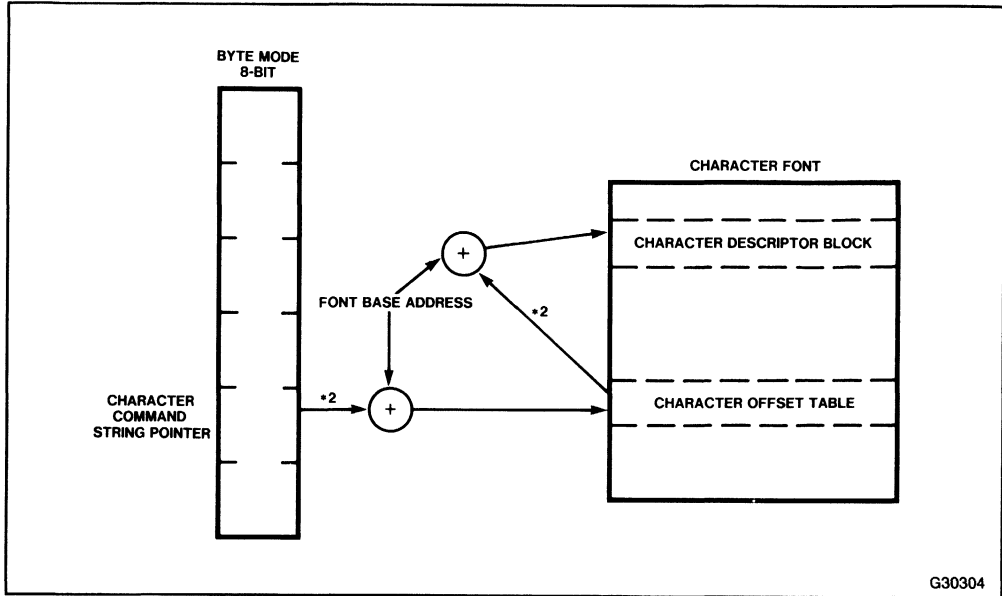 BYTE MODE
8-BIT
CHARACTER FONT
CHARACTER DESCRIPTOR BLOCK
+
FONT BASE ADDRESS
*2
CHARACTER
COMMAND
STRING POINTER
*2
+
CHARACTER OFFSET TABLE
G30304